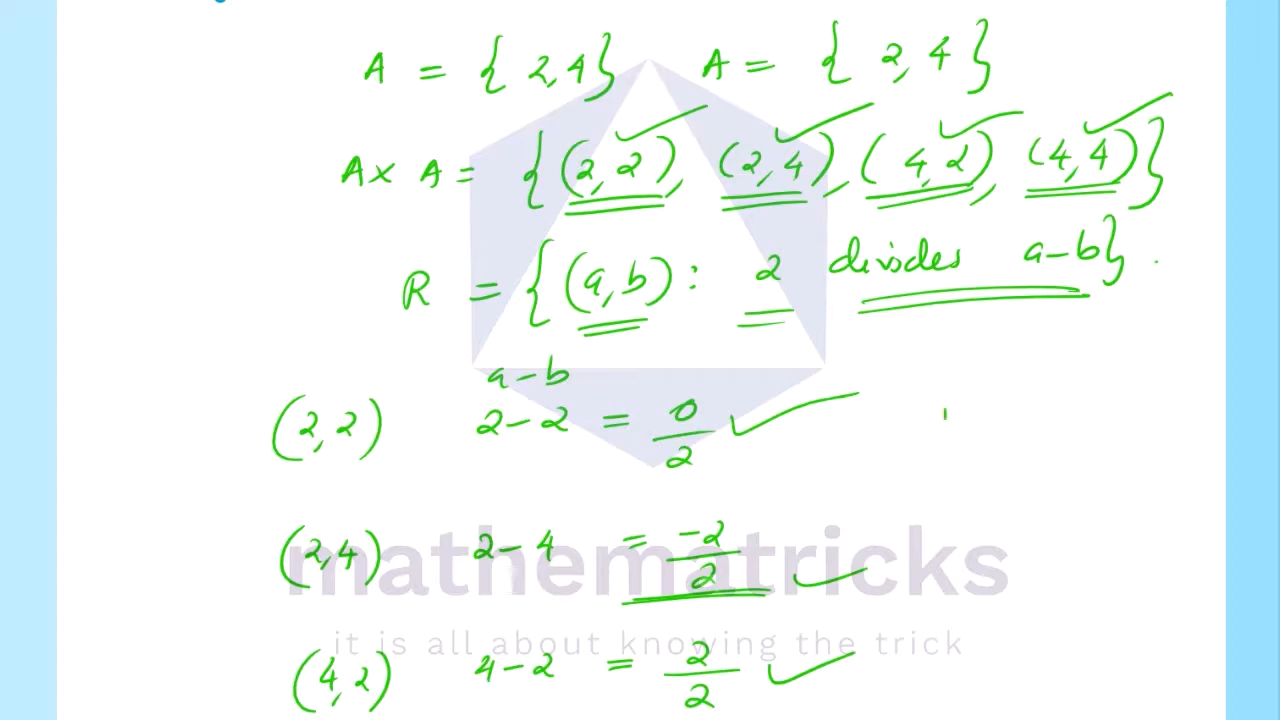 A = { 2, 4 } A = { 2, 4 }
A × A = { (2, 2), (2, 4), (4, 2), (4, 4) }
R = { (a, b) : 2 divides a-b } .
a-b
(2, 2) 2-2 = 0/2
(2, 4) 2-4 = -2/2
mathematricks
it is all about knowing the trick
(4, 2) 4-2 = 2/2